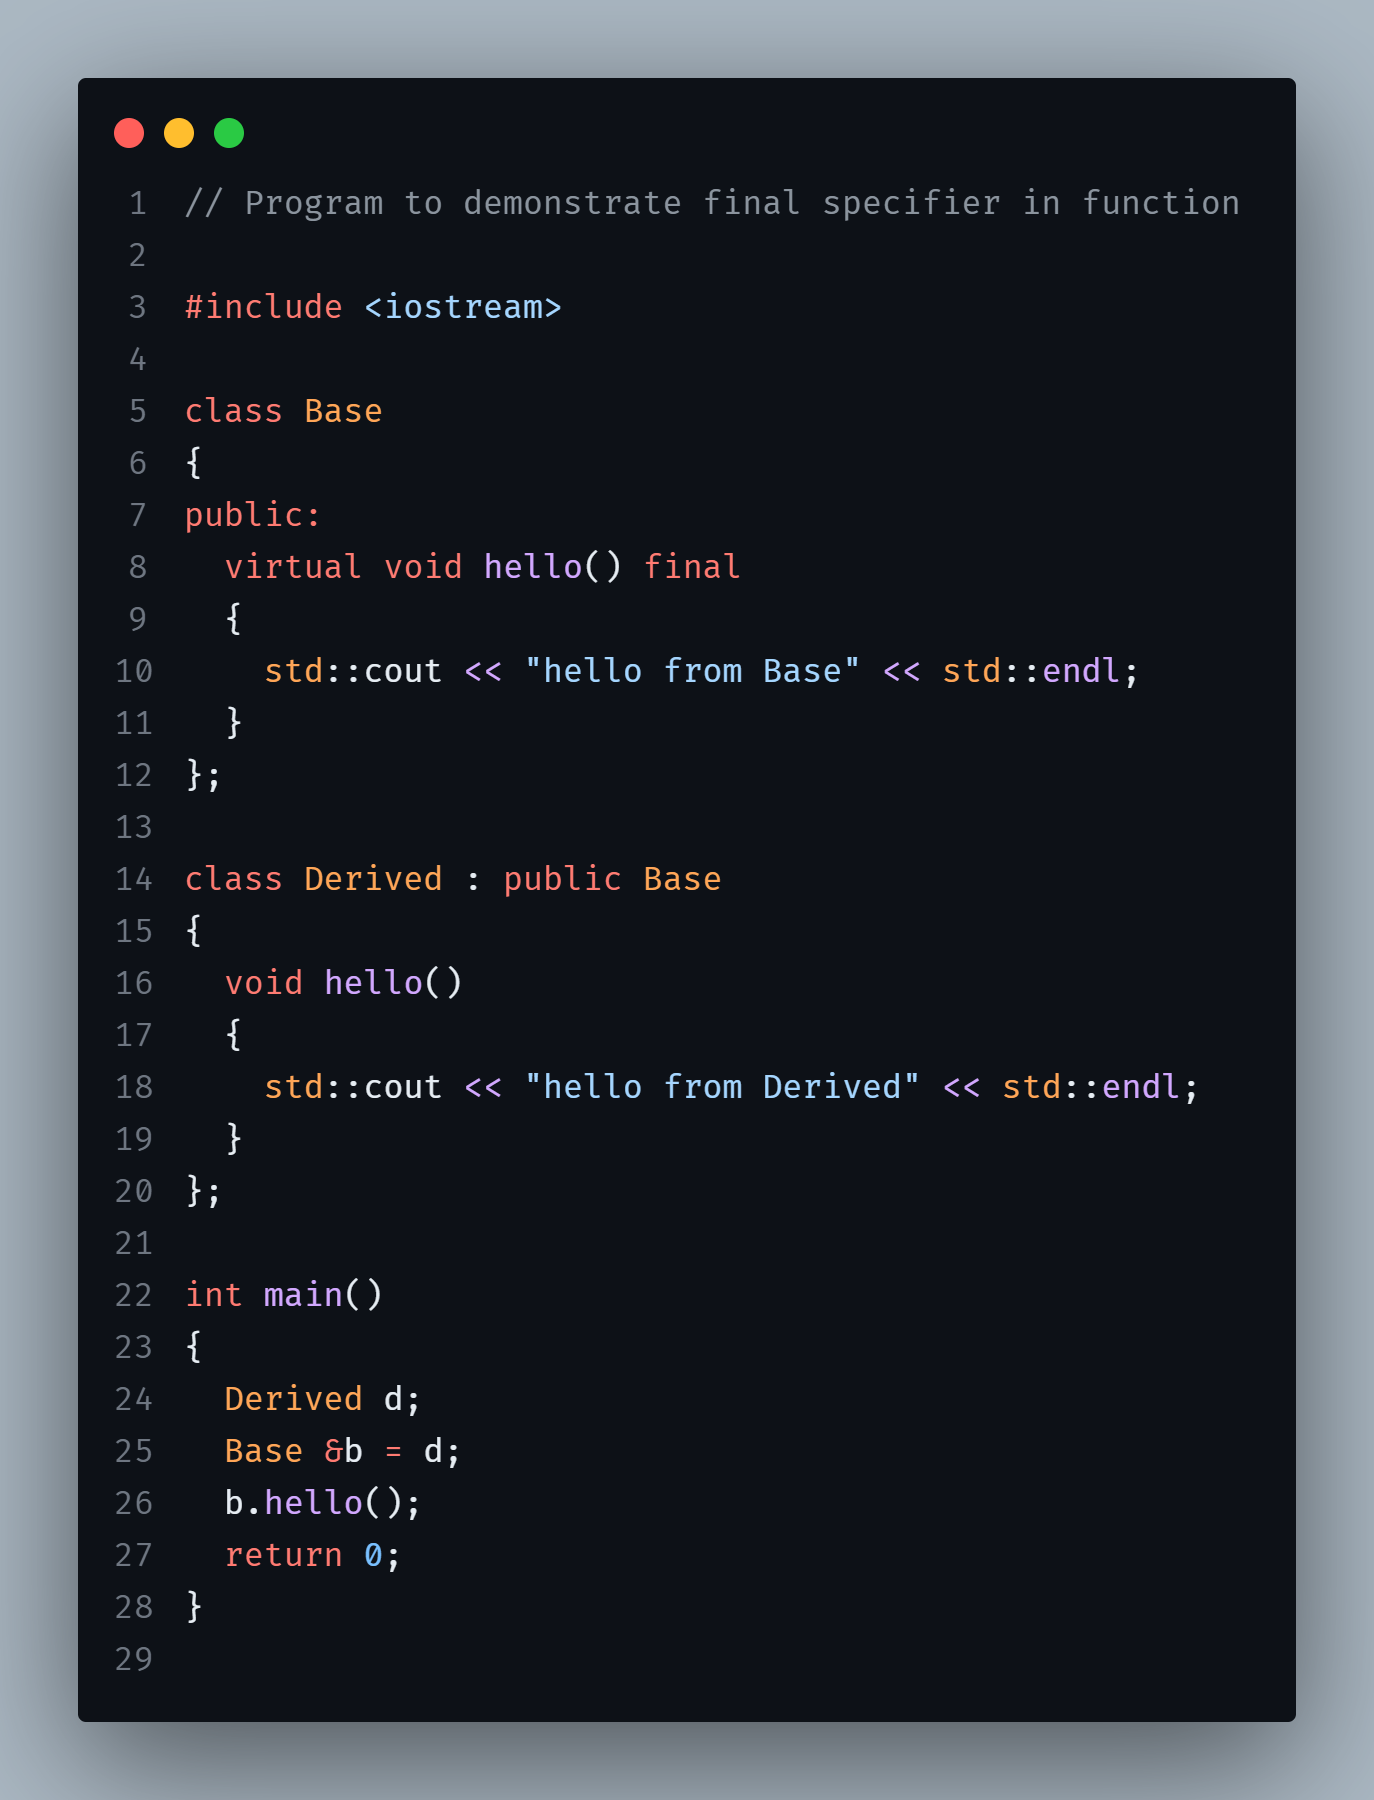 1 // Program to demonstrate final specifier in function
2
3 #include <iostream>
4
5 class Base
6 {
7 public:
8   virtual void hello() final
9   {
10     std::cout << "hello from Base" << std::endl;
11   }
12 };
13
14 class Derived : public Base
15 {
16   void hello()
17   {
18     std::cout << "hello from Derived" << std::endl;
19   }
20 };
21
22 int main()
23 {
24   Derived d;
25   Base &b = d;
26   b.hello();
27   return 0;
28 }
29